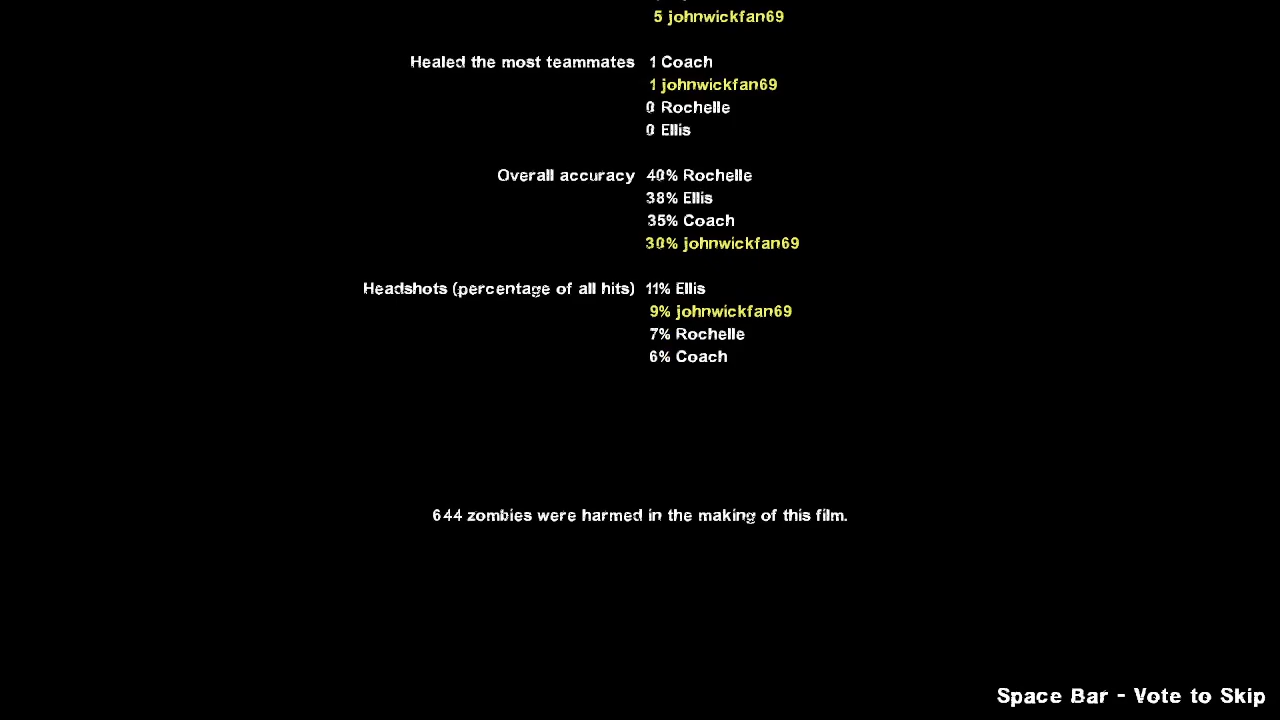 5 johnwickfan69
Healed the most teammates 1 Coach
1 johnwickfan69
0 Rochelle
0 Ellis
Overall accuracy 40% Rochelle
38% Ellis
35% Coach
30% johnwickfan69
Headshots (percentage of all hits) 11% Ellis
9% johnwickfan69
7% Rochelle
6% Coach
644 zombies were harmed in the making of this film.
Space Bar - Vote to Skip